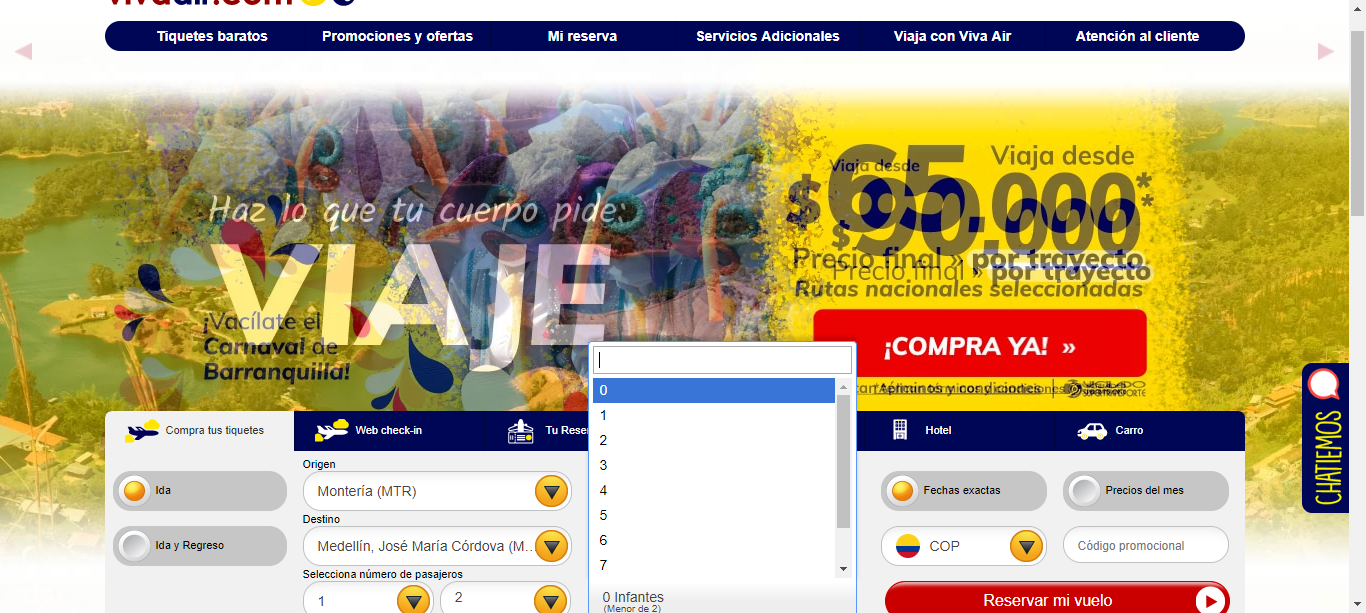 vivaair.com
Tiquetes baratos
Promociones y ofertas
Mi reserva
Servicios Adicionales
Viaja con Viva Air
Atención al cliente
Haz lo que tu cuerpo pide:
VIAJE
¡Vacílate el
Carnaval de
Barranquilla!
Viaja desde
Viaja desde
$65.000*
$90.000*
Precio final » por trayecto
Precio final » por trayecto
Rutas nacionales seleccionadas
¡COMPRA YA! »
términos y condiciones
CHATIEMOS
Compra tus tiquetes
Web check-in
Tu Rese
Hotel
Carro
Ida
Ida y Regreso
Origen
Montería (MTR)
Destino
Medellín, José María Córdova (M...
Selecciona número de pasajeros
1
2
0
1
2
3
4
5
6
7
0 Infantes
(Menor de 2)
Fechas exactas
Precios del mes
COP
Código promocional
Reservar mi vuelo